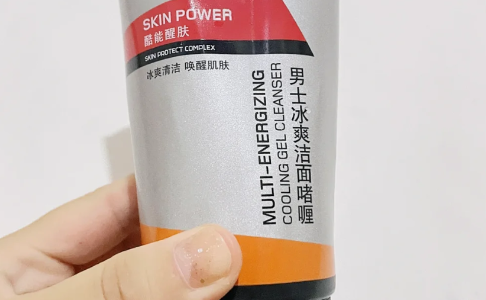 SKIN POWER
酷能醒肤
SKIN PROTECT COMPLEX
冰爽清洁 唤醒肌肤
男士冰爽洁面啫喱
MULTI-ENERGIZING
COOLING GEL CLEANSER